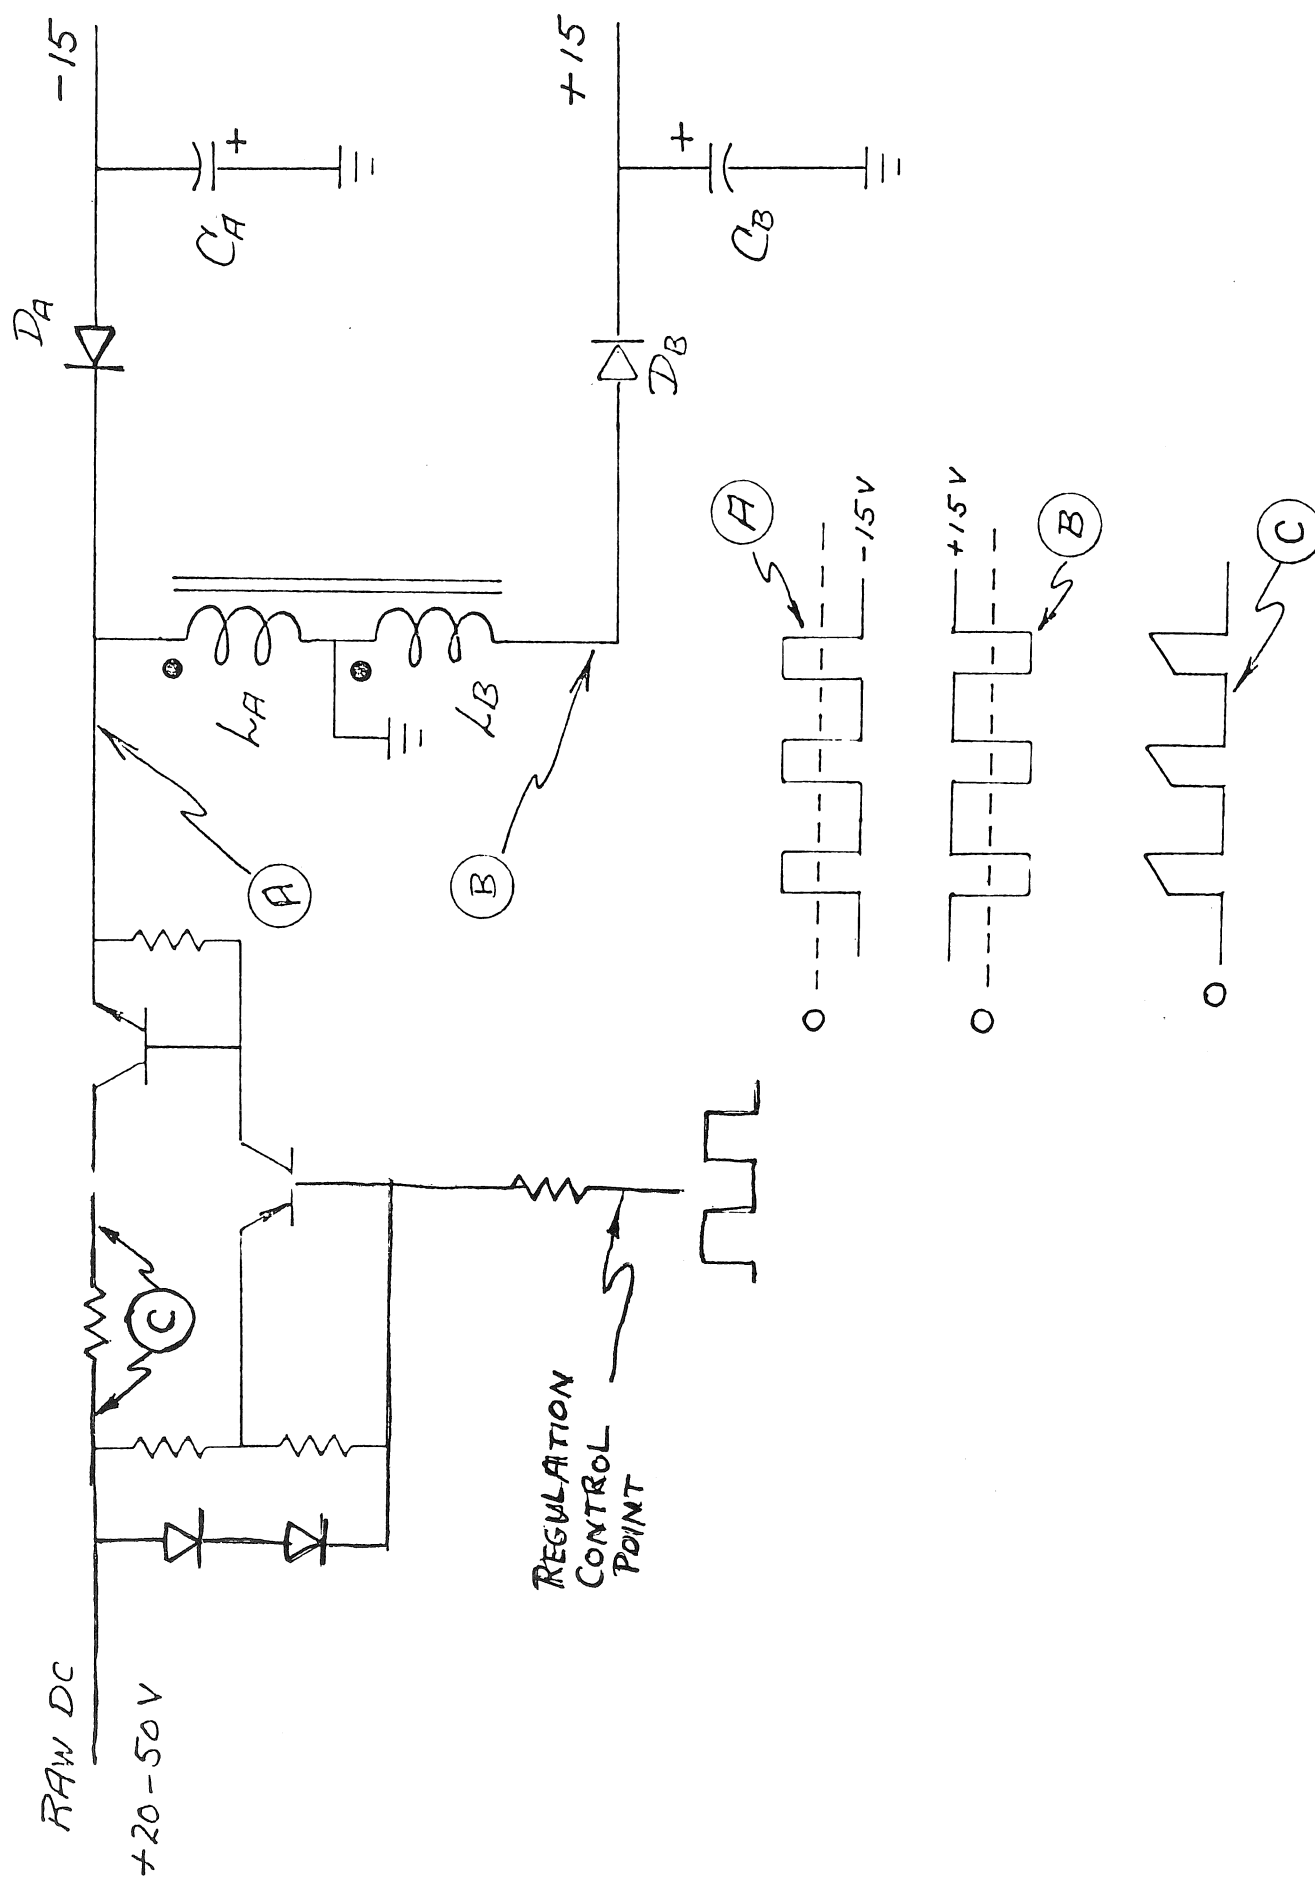 RAW DC
+20-50V
C
REGULATION
CONTROL
POINT
A
B
LA
LB
DA
DB
CA
+
CB
+
-15
+15
0
A
-15V
0
+15V
B
0
C